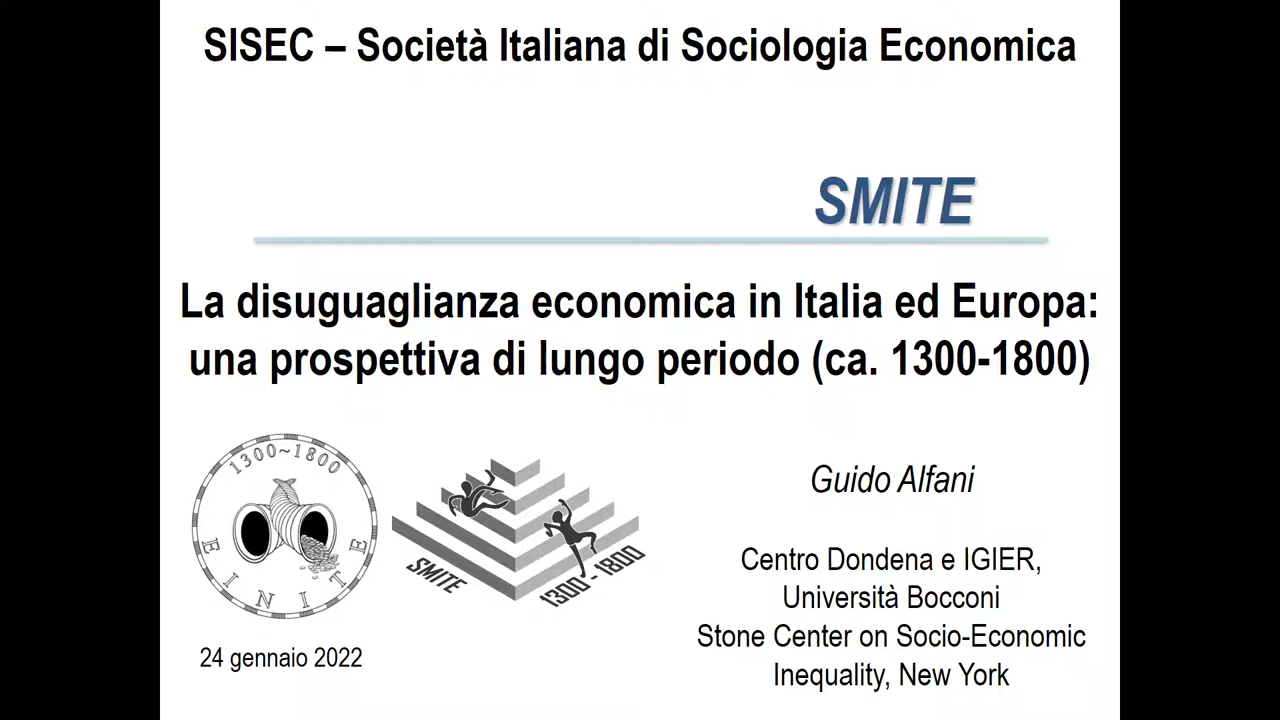 SISEC – Società Italiana di Sociologia Economica
SMITE
La disuguaglianza economica in Italia ed Europa:
una prospettiva di lungo periodo (ca. 1300-1800)
1300~1800
EINITE
SMITE
1300 - 1800
24 gennaio 2022
Guido Alfani
Centro Dondena e IGIER,
Università Bocconi
Stone Center on Socio-Economic
Inequality, New York